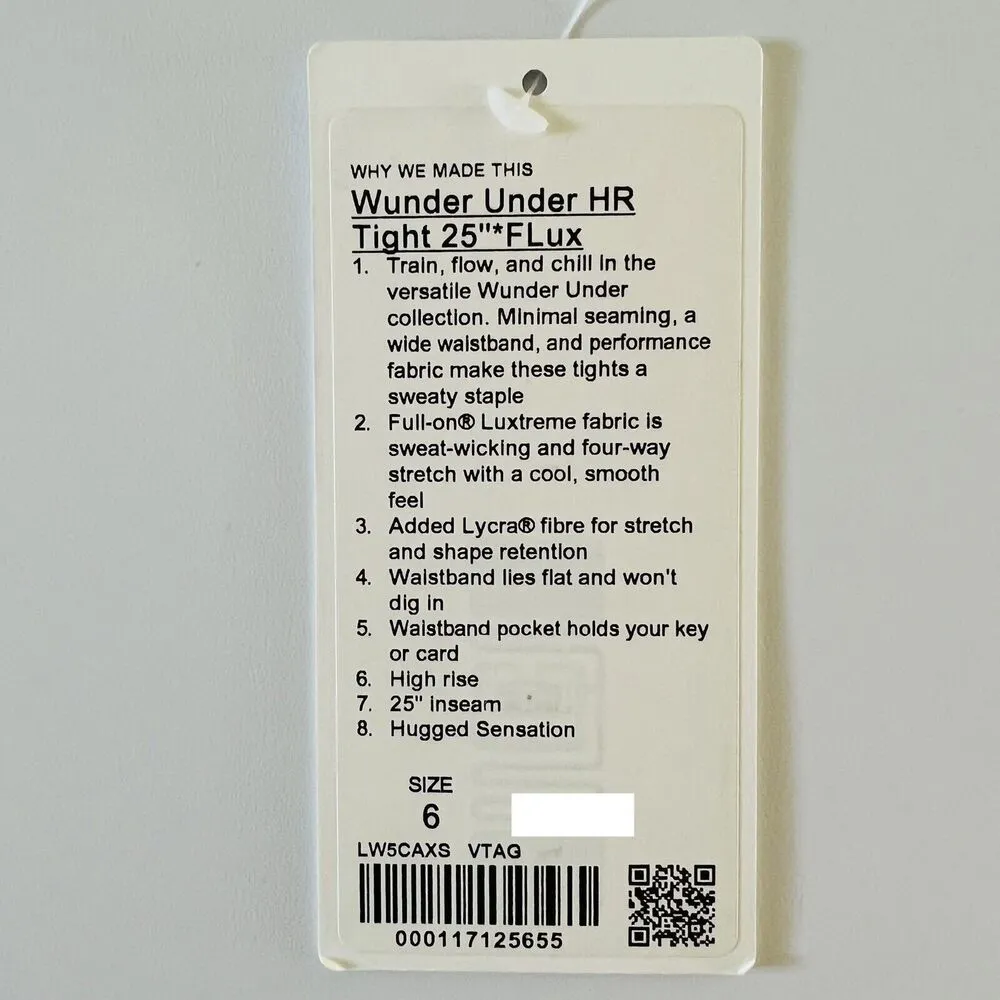 WHY WE MADE THIS
Wunder Under HR
Tight 25"*FLux
1. Train, flow, and chill in the
versatile Wunder Under
collection. Minimal seaming, a
wide waistband, and performance
fabric make these tights a
sweaty staple
2. Full-on® Luxtreme fabric is
sweat-wicking and four-way
stretch with a cool, smooth
feel
3. Added Lycra® fibre for stretch
and shape retention
4. Waistband lies flat and won't
dig in
5. Waistband pocket holds your key
or card
6. High rise
7. 25" inseam
8. Hugged Sensation
SIZE
6
LW5CAXS VTAG
000117125655